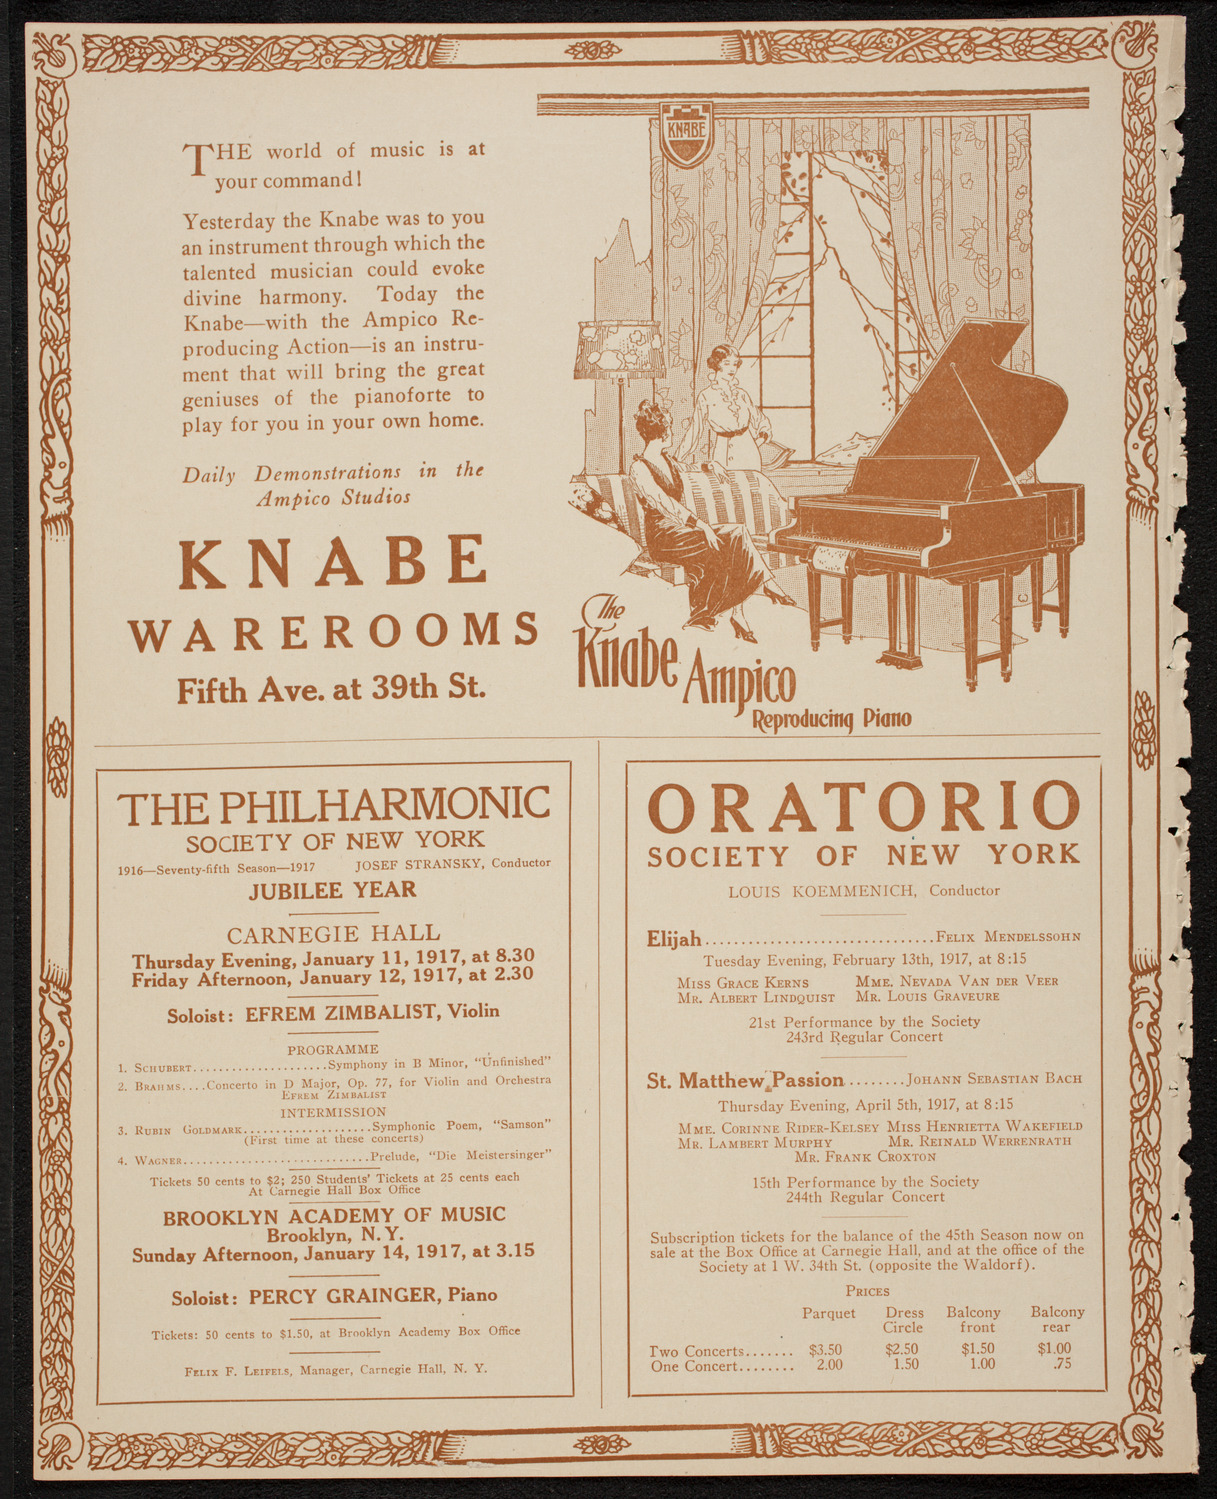 THE world of music is at
your command!
Yesterday the Knabe was to you
an instrument through which the
talented musician could evoke
divine harmony. Today the
Knabe—with the Ampico Re-
producing Action—is an instru-
ment that will bring the great
geniuses of the pianoforte to
play for you in your own home.
Daily Demonstrations in the
Ampico Studios
KNABE
WAREROOMS
Fifth Ave. at 39th St.
KNABE
The
Knabe Ampico
Reproducing Piano
THE PHILHARMONIC
SOCIETY OF NEW YORK
1916—Seventy-fifth Season—1917 JOSEF STRANSKY, Conductor
JUBILEE YEAR
CARNEGIE HALL
Thursday Evening, January 11, 1917, at 8.30
Friday Afternoon, January 12, 1917, at 2.30
Soloist: EFREM ZIMBALIST, Violin
PROGRAMME
1. SCHUBERT....................Symphony in B Minor, "Unfinished"
2. BRAHMS....Concerto in D Major, Op. 77, for Violin and Orchestra
EFREM ZIMBALIST
INTERMISSION
3. RUBIN GOLDMARK...................Symphonic Poem, "Samson"
(First time at these concerts)
4. WAGNER............................Prelude, "Die Meistersinger"
Tickets 50 cents to $2; 250 Students' Tickets at 25 cents each
At Carnegie Hall Box Office
BROOKLYN ACADEMY OF MUSIC
Brooklyn, N. Y.
Sunday Afternoon, January 14, 1917, at 3.15
Soloist: PERCY GRAINGER, Piano
Tickets: 50 cents to $1.50, at Brooklyn Academy Box Office
FELIX F. LEIFELS, Manager, Carnegie Hall, N. Y.
ORATORIO
SOCIETY OF NEW YORK
LOUIS KOEMMENICH, Conductor
Elijah................................FELIX MENDELSSOHN
Tuesday Evening, February 13th, 1917, at 8:15
MISS GRACE KERNS MME. NEVADA VAN DER VEER
MR. ALBERT LINDQUIST MR. LOUIS GRAVEURE
21st Performance by the Society
243rd Regular Concert
St. Matthew Passion........JOHANN SEBASTIAN BACH
Thursday Evening, April 5th, 1917, at 8:15
MME. CORINNE RIDER-KELSEY MISS HENRIETTA WAKEFIELD
MR. LAMBERT MURPHY MR. REINALD WERRENRATH
MR. FRANK CROXTON
15th Performance by the Society
244th Regular Concert
Subscription tickets for the balance of the 45th Season now on
sale at the Box Office at Carnegie Hall, and at the office of the
Society at 1 W. 34th St. (opposite the Waldorf).
PRICES
Parquet Dress Balcony Balcony
Circle front rear
Two Concerts....... $3.50 $2.50 $1.50 $1.00
One Concert........ 2.00 1.50 1.00 .75